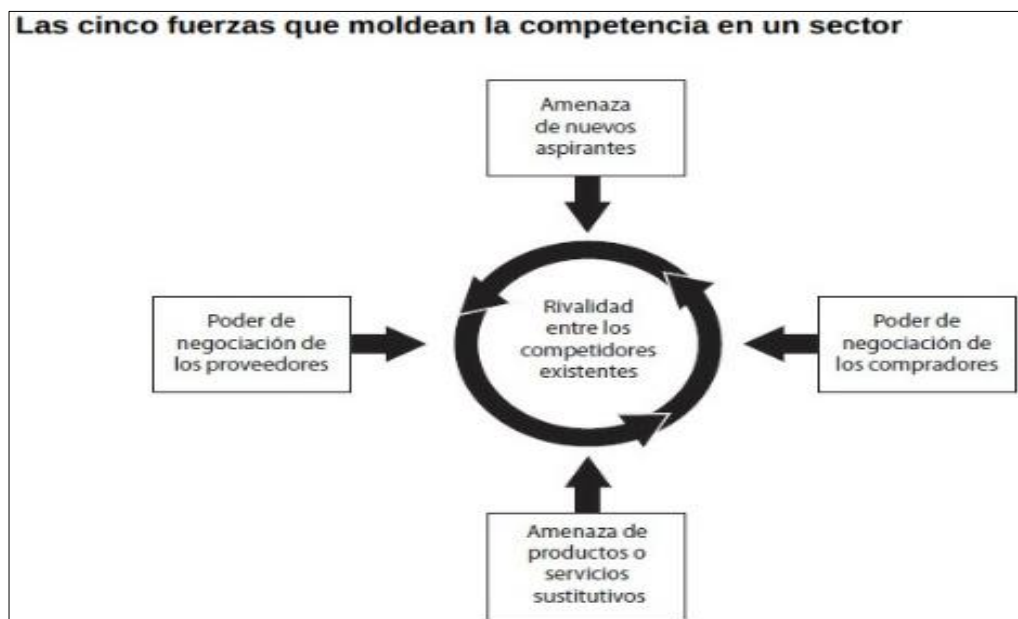 Las cinco fuerzas que moldean la competencia en un sector
Amenaza
de nuevos
aspirantes
Poder de
negociación de
los proveedores
Rivalidad
entre los
competidores
existentes
Poder de
negociación de
los compradores
Amenaza de
productos o
servicios
sustitutivos